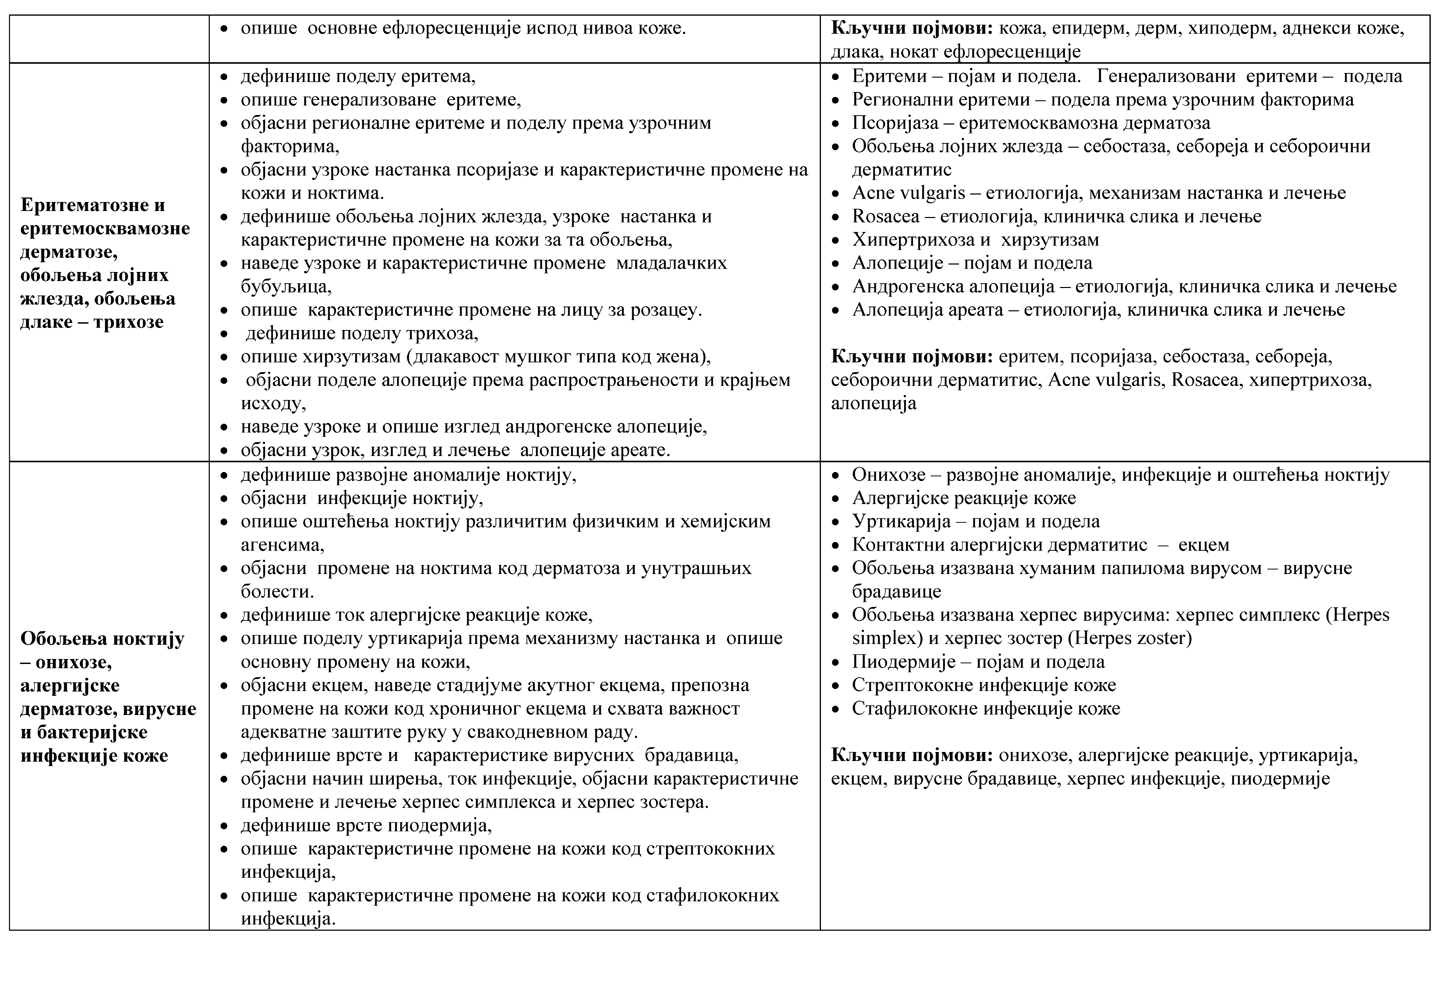 • опише основне ефлоресценције испод нивоа коже.
Кључни појмови: кожа, епидерм, дерм, хиподерм, аднекси коже,
длака, нокат ефлоресценције
Еритематозне и
еритемосквамозне
дерматозе,
обољења лојних
жлезда, обољења
длаке – трихозе
• дефинише поделу еритема,
• опише генерализоване еритеме,
• објасни регионалне еритеме и поделу према узрочним
факторима,
• објасни узроке настанка псоријазе и карактеристичне промене на
кожи и ноктима.
• дефинише обољења лојних жлезда, узроке настанка и
карактеристичне промене на кожи за та обољења,
• наведе узроке и карактеристичне промене младалачких
бубуљица,
• опише карактеристичне промене на лицу за розацеу.
• дефинише поделу трихоза,
• опише хирзутизам (длакавост мушког типа код жена),
• објасни поделе алопеције према распрострањености и крајњем
исходу,
• наведе узроке и опише изглед андрогенске алопеције,
• објасни узрок, изглед и лечење алопеције ареате.
• Еритеми – појам и подела. Генерализовани еритеми – подела
• Регионални еритеми – подела према узрочним факторима
• Псоријаза – еритемосквамозна дерматоза
• Обољења лојних жлезда – себостаза, себореја и себороични
дерматитис
• Acne vulgaris – етиологија, механизам настанка и лечење
• Rosacea – етиологија, клиничка слика и лечење
• Хипертрихоза и хирзутизам
• Алопеције – појам и подела
• Андрогенска алопеција – етиологија, клиничка слика и лечење
• Алопеција ареата – етиологија, клиничка слика и лечење
Кључни појмови: еритем, псоријаза, себостаза, себореја,
себороични дерматитис, Acne vulgaris, Rosacea, хипертрихоза,
алопеција
Обољења ноктију
– онихозе,
алергијске
дерматозе, вирусне
и бактеријске
инфекције коже
• дефинише развојне аномалије ноктију,
• објасни инфекције ноктију,
• опише оштећења ноктију различитим физичким и хемијским
агенсима,
• објасни промене на ноктима код дерматоза и унутрашњих
болести.
• дефинише ток алергијске реакције коже,
• опише поделу уртикарија према механизму настанка и опише
основну промену на кожи,
• објасни екцем, наведе стадијуме акутног екцема, препозна
промене на кожи код хроничног екцема и схвата важност
адекватне заштите руку у свакодневном раду.
• дефинише врсте и карактеристике вирусних брадавица,
• објасни начин ширења, ток инфекције, објасни карактеристичне
промене и лечење херпес симплекса и херпес зостера.
• дефинише врсте пиодермија,
• опише карактеристичне промене на кожи код стрептококних
инфекција,
• опише карактеристичне промене на кожи код стафилококних
инфекција.
• Онихозе – развојне аномалије, инфекције и оштећења ноктију
• Алергијске реакције коже
• Уртикарија – појам и подела
• Контактни алергијски дерматитис – екцем
• Обољења изазвана хуманим папилома вирусом – вирусне
брадавице
• Обољења изазвана херпес вирусима: херпес симплекс (Herpes
simplex) и херпес зостер (Herpes zoster)
• Пиодермије – појам и подела
• Стрептококне инфекције коже
• Стафилококне инфекције коже
Кључни појмови: онихозе, алергијске реакције, уртикарија,
екцем, вирусне брадавице, херпес инфекције, пиодермије